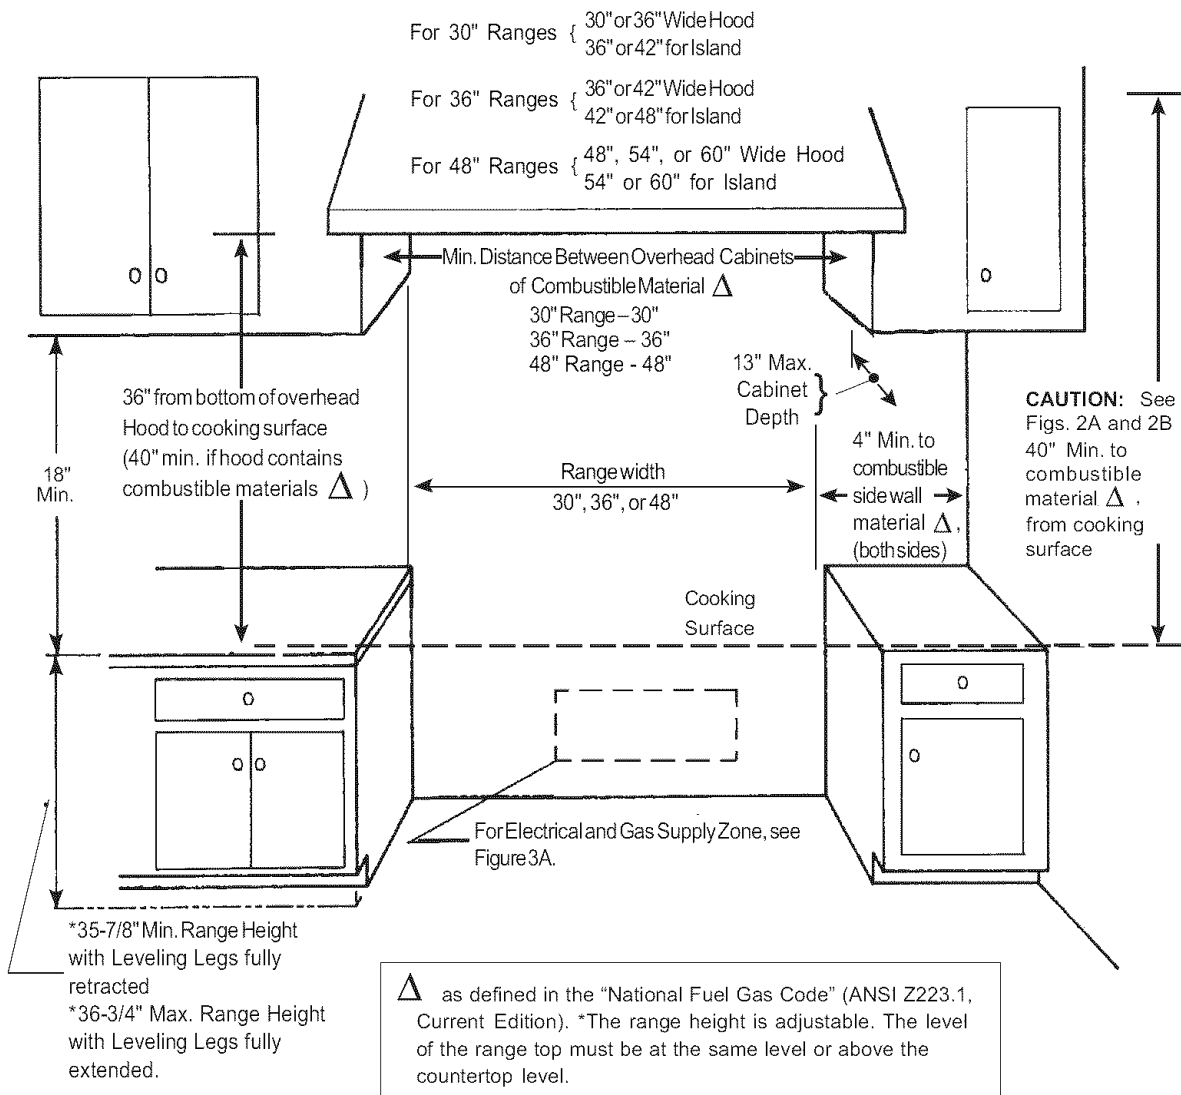 For 30" Ranges { 30" or 36" Wide Hood
36" or 42" for Island
For 36" Ranges { 36" or 42" Wide Hood
42" or 48" for Island
For 48" Ranges { 48", 54", or 60" Wide Hood
54" or 60" for Island
Min. Distance Between Overhead Cabinets
of Combustible Material Δ
30" Range – 30"
36" Range – 36"
48" Range - 48"
13" Max.
Cabinet
Depth
36" from bottom of overhead
Hood to cooking surface
(40" min. if hood contains
combustible materials Δ )
18"
Min.
Range width
30", 36", or 48"
4" Min. to
combustible
side wall
material Δ,
(both sides)
CAUTION: See
Figs. 2A and 2B
40" Min. to
combustible
material Δ ,
from cooking
surface
Cooking
Surface
For Electrical and Gas Supply Zone, see
Figure 3A.
*35-7/8" Min. Range Height
with Leveling Legs fully
retracted
*36-3/4" Max. Range Height
with Leveling Legs fully
extended.
Δ as defined in the “National Fuel Gas Code” (ANSI Z223.1,
Current Edition). *The range height is adjustable. The level
of the range top must be at the same level or above the
countertop level.